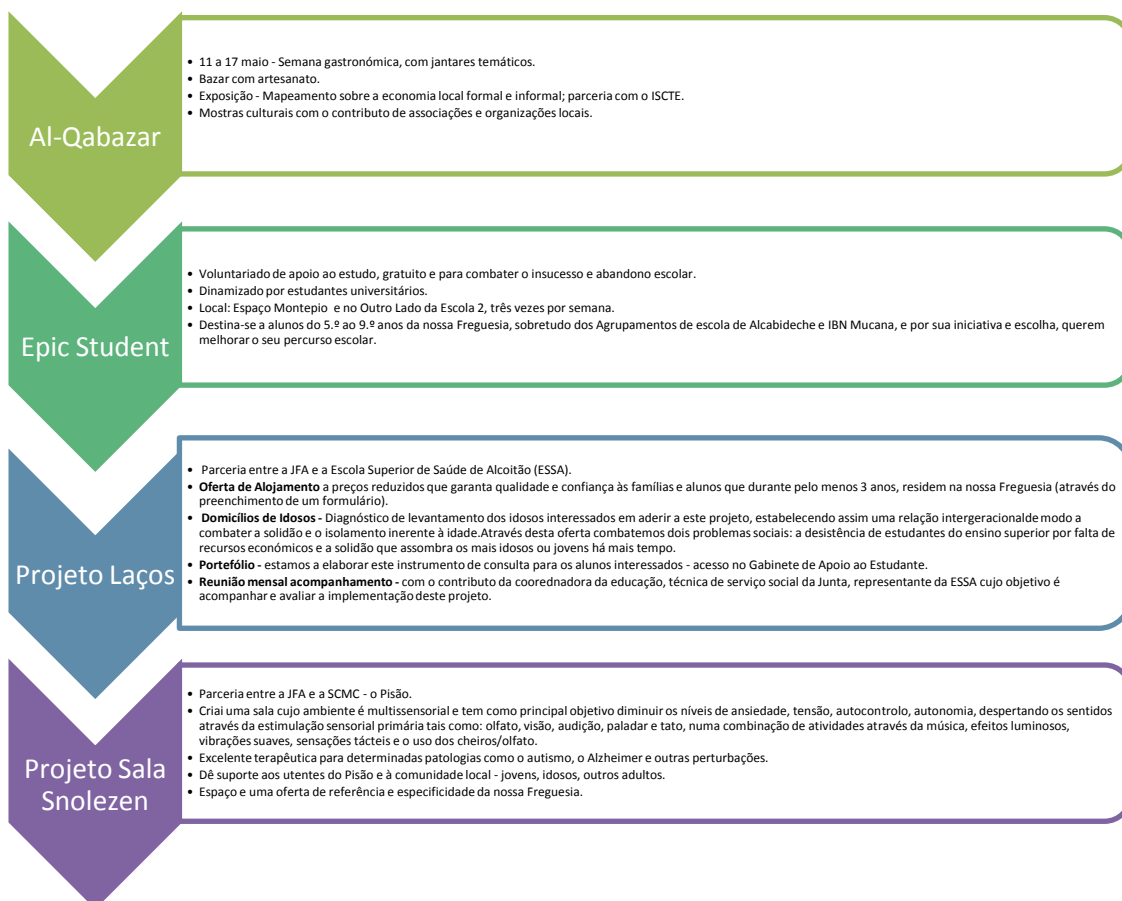 Al-Qabazar
• 11 a 17 maio - Semana gastronómica, com jantares temáticos.
• Bazar com artesanato.
• Exposição - Mapeamento sobre a economia local formal e informal; parceria com o ISCTE.
• Mostras culturais com o contributo de associações e organizações locais.
Epic Student
• Voluntariado de apoio ao estudo, gratuito e para combater o insucesso e abandono escolar.
• Dinamizado por estudantes universitários.
• Local: Espaço Montepio e no Outro Lado da Escola 2, três vezes por semana.
• Destina-se a alunos do 5.º ao 9.º anos da nossa Freguesia, sobretudo dos Agrupamentos de escola de Alcabideche e IBN Mucana, e por sua iniciativa e escolha, querem
melhorar o seu percurso escolar.
Projeto Laços
• Parceria entre a JFA e a Escola Superior de Saúde de Alcoitão (ESSA).
• Oferta de Alojamento a preços reduzidos que garanta qualidade e confiança às famílias e alunos que durante pelo menos 3 anos, residem na nossa Freguesia (através do
preenchimento de um formulário).
• Domicílios de Idosos - Diagnóstico de levantamento dos idosos interessados em aderir a este projeto, estabelecendo assim uma relação intergeracionalde modo a
combater a solidão e o isolamento inerente à idade.Através desta oferta combatemos dois problemas sociais: a desistência de estudantes do ensino superior por falta de
recursos económicos e a solidão que assombra os mais idosos ou jovens há mais tempo.
• Portefólio - estamos a elaborar este instrumento de consulta para os alunos interessados - acesso no Gabinete de Apoio ao Estudante.
• Reunião mensal acompanhamento - com o contributo da cooerdnadora da educação, técnica de serviço social da Junta, representante da ESSA cujo objetivo é
acompanhar e avaliar a implementação deste projeto.
Projeto Sala
Snolezen
• Parceria entre a JFA e a SCMC - o Pisão.
• Criai uma sala cujo ambiente é multissensorial e tem como principal objetivo diminuir os níveis de ansiedade, tensão, autocontrolo, autonomia, despertando os sentidos
através da estimulação sensorial primária tais como: olfato, visão, audição, paladar e tato, numa combinação de atividades através da música, efeitos luminosos,
vibrações suaves, sensações tácteis e o uso dos cheiros/olfato.
• Excelente terapêutica para determinadas patologias como o autismo, o Alzheimer e outras perturbações.
• Dê suporte aos utentes do Pisão e à comunidade local - jovens, idosos, outros adultos.
• Espaço e uma oferta de referência e especificidade da nossa Freguesia.